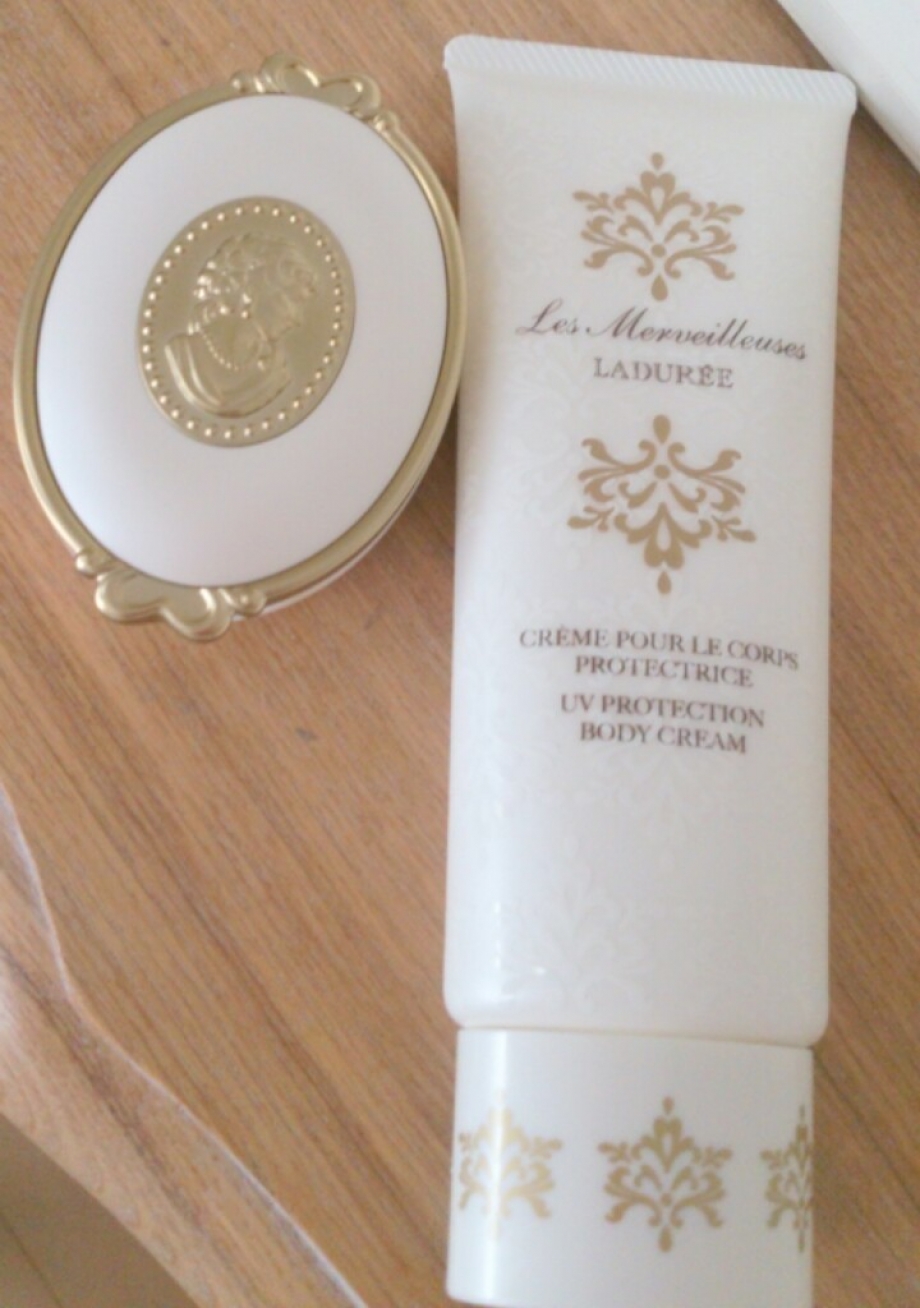 Les Merveilleuses
LADURÉE
CRÈME POUR LE CORPS
PROTECTRICE
UV PROTECTION
BODY CREAM